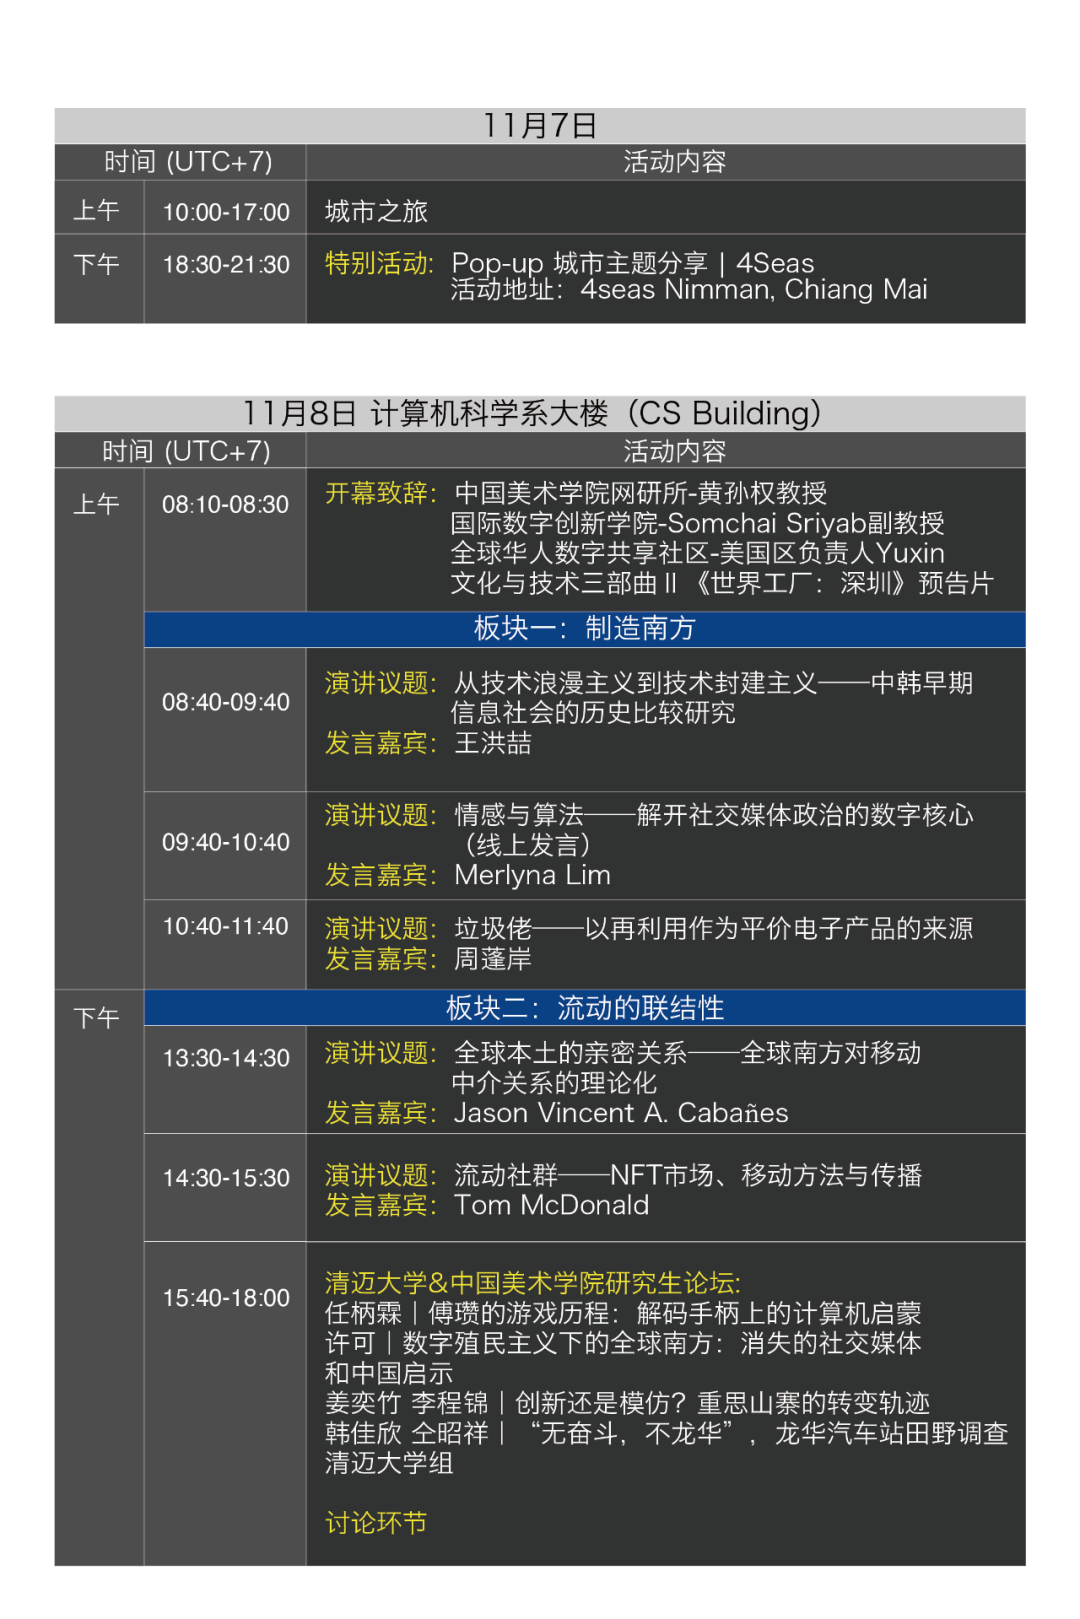 11月7日
时间 (UTC+7) 活动内容
上午 10:00-17:00 城市之旅
下午 18:30-21:30 特别活动: Pop-up 城市主题分享 | 4Seas
活动地址：4seas Nimman, Chiang Mai
11月8日 计算机科学系大楼（CS Building）
时间 (UTC+7) 活动内容
上午 08:10-08:30 开幕致辞：中国美术学院网研所-黄孙权教授
国际数字创新学院-Somchai Sriyab副教授
全球华人数字共享社区-美国区负责人Yuxin
文化与技术三部曲Ⅱ《世界工厂：深圳》预告片
板块一：制造南方
08:40-09:40 演讲议题：从技术浪漫主义到技术封建主义——中韩早期
信息社会的历史比较研究
发言嘉宾：王洪喆
09:40-10:40 演讲议题：情感与算法——解开社交媒体政治的数字核心
（线上发言）
发言嘉宾：Merlyna Lim
10:40-11:40 演讲议题：垃圾佬——以再利用作为平价电子产品的来源
发言嘉宾：周蓬岸
下午 板块二：流动的联结性
13:30-14:30 演讲议题：全球本土的亲密关系——全球南方对移动
中介关系的理论化
发言嘉宾：Jason Vincent A. Cabañes
14:30-15:30 演讲议题：流动社群——NFT市场、移动方法与传播
发言嘉宾：Tom McDonald
15:40-18:00 清迈大学&中国美术学院研究生论坛:
任柄霖｜傅瓒的游戏历程：解码手柄上的计算机启蒙
许可｜数字殖民主义下的全球南方：消失的社交媒体
和中国启示
姜奕竹 李程锦｜创新还是模仿？重思山寨的转变轨迹
韩佳欣 仝昭祥｜“无奋斗，不龙华”，龙华汽车站田野调查
清迈大学组
讨论环节